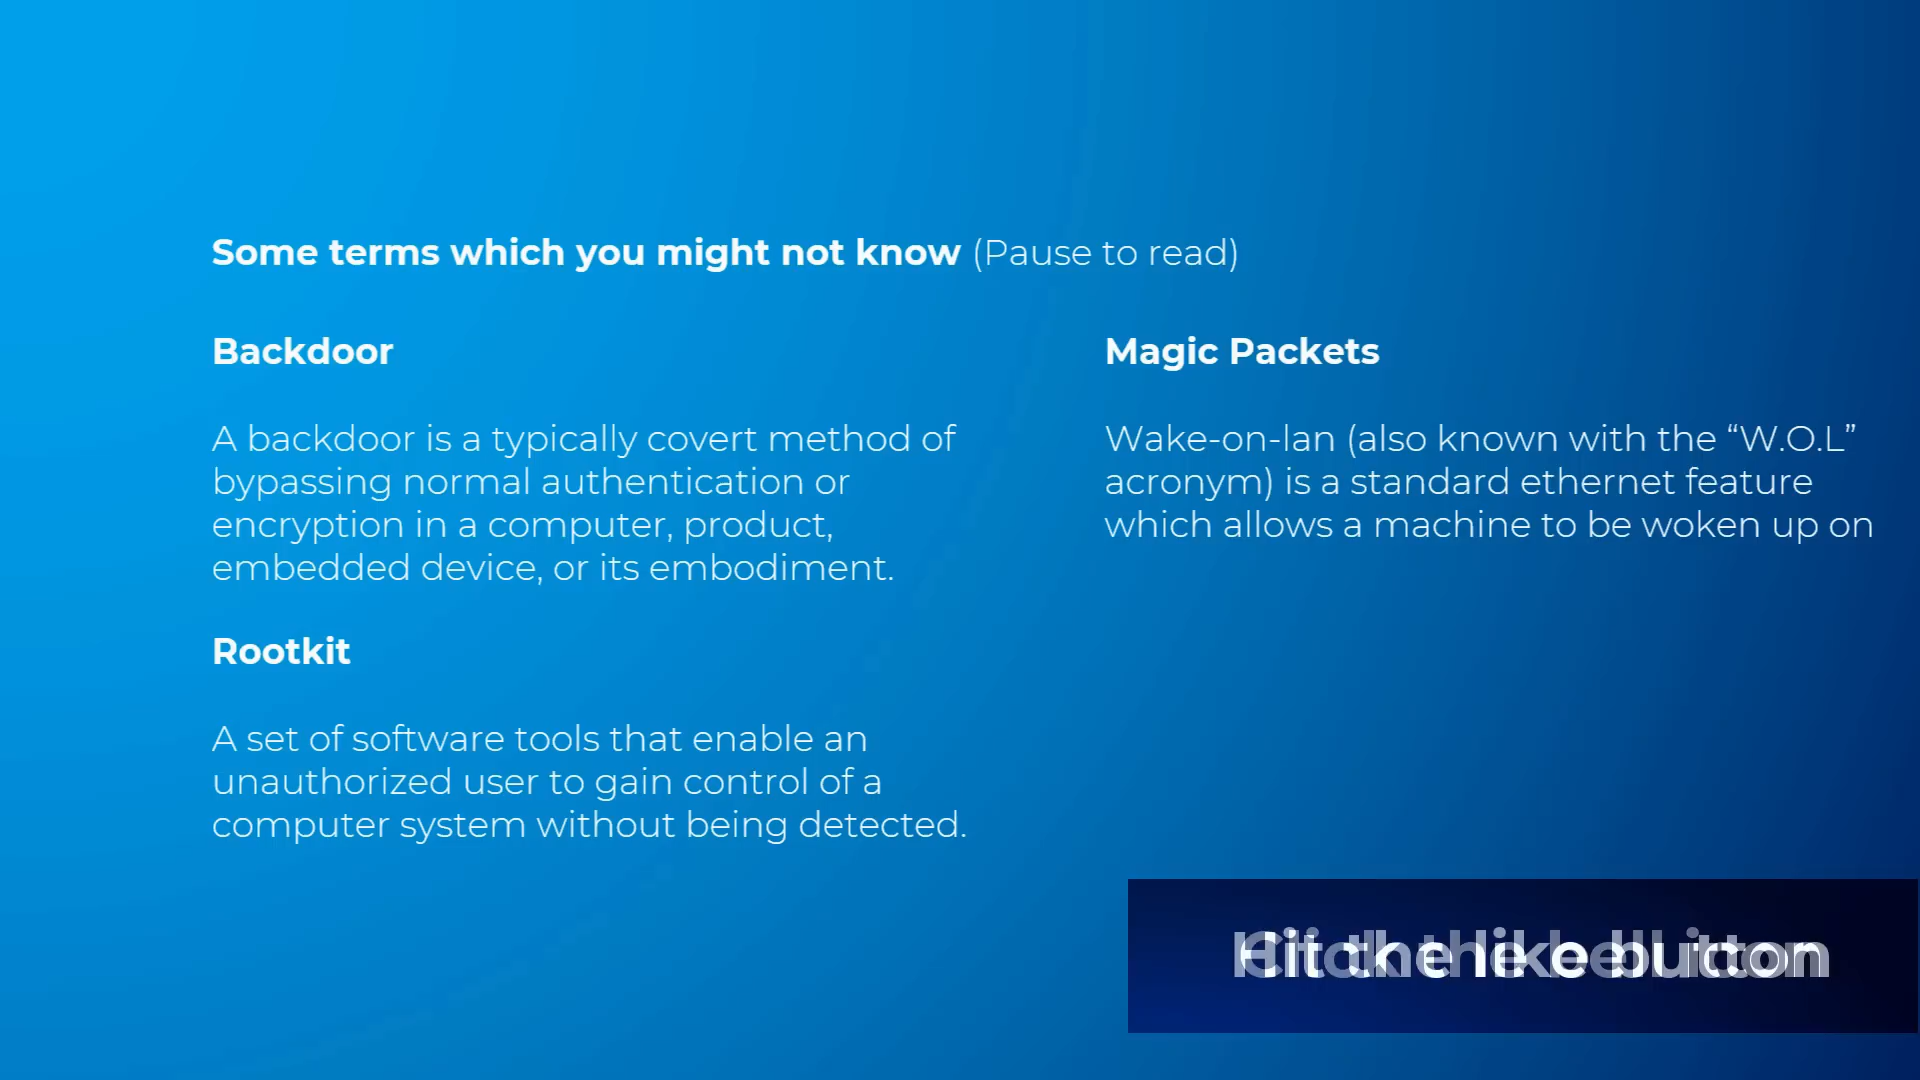 Some terms which you might not know (Pause to read)
Backdoor
A backdoor is a typically covert method of
bypassing normal authentication or
encryption in a computer, product,
embedded device, or its embodiment.
Rootkit
A set of software tools that enable an
unauthorized user to gain control of a
computer system without being detected.
Magic Packets
Wake-on-lan (also known with the “W.O.L”
acronym) is a standard ethernet feature
which allows a machine to be woken up on